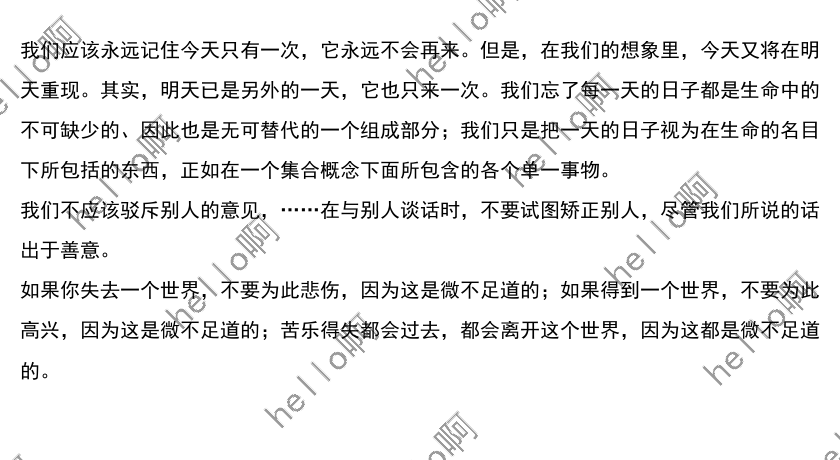 我们应该永远记住今天只有一次，它永远不会再来。但是，在我们的想象里，今天又将在明
天重现。其实，明天已是另外的一天，它也只来一次。我们忘了每一天的日子都是生命中的
不可缺少的、因此也是无可替代的一个组成部分；我们只是把一天的日子视为在生命的名目
下所包括的东西，正如在一个集合概念下面所包含的各个单一事物。
我们不应该驳斥别人的意见，……在与别人谈话时，不要试图矫正别人，尽管我们所说的话
出于善意。
如果你失去一个世界，不要为此悲伤，因为这是微不足道的；如果得到一个世界，不要为此
高兴，因为这是微不足道的；苦乐得失都会过去，都会离开这个世界，因为这都是微不足道
的。
hello啊
hello啊
hello啊
hello啊
hello啊
hello啊
hello啊
hello啊
hello啊